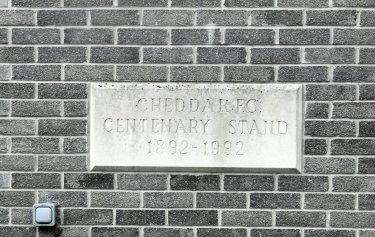 CHEDDAR F.C.
CENTENARY STAND
1892-1992